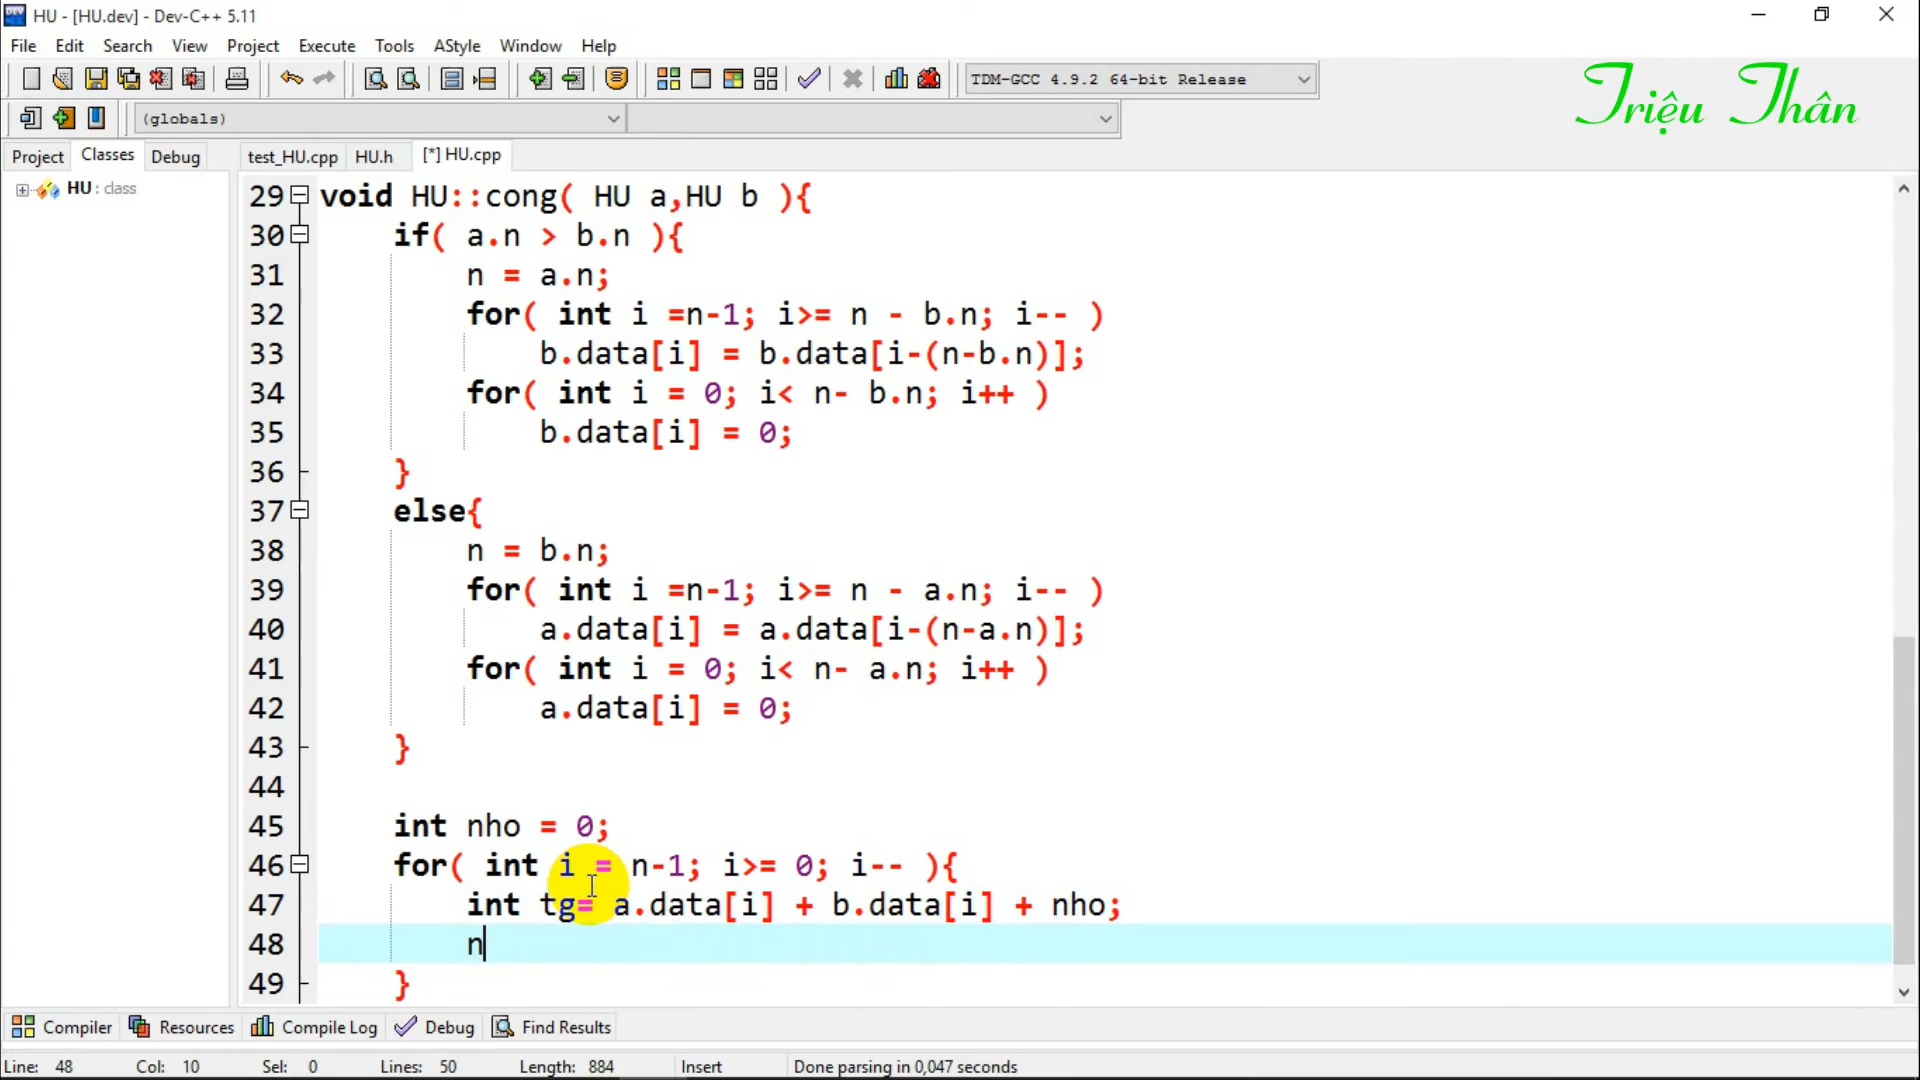 HU - [HU.dev] - Dev-C++ 5.11
File Edit Search View Project Execute Tools AStyle Window Help
TDM-GCC 4.9.2 64-bit Release
Triệu Thân
(globals)
Project Classes Debug test_HU.cpp HU.h [*] HU.cpp
HU : class
29 void HU::cong( HU a,HU b ){
30 if( a.n > b.n ){
31 n = a.n;
32 for( int i =n-1; i>= n - b.n; i-- )
33 b.data[i] = b.data[i-(n-b.n)];
34 for( int i = 0; i< n- b.n; i++ )
35 b.data[i] = 0;
36 }
37 else{
38 n = b.n;
39 for( int i =n-1; i>= n - a.n; i-- )
40 a.data[i] = a.data[i-(n-a.n)];
41 for( int i = 0; i< n- a.n; i++ )
42 a.data[i] = 0;
43 }
44
45 int nho = 0;
46 for( int i = n-1; i>= 0; i-- ){
47 int tg= a.data[i] + b.data[i] + nho;
48 n
49 }
Compiler Resources Compile Log Debug Find Results
Line: 48 Col: 10 Sel: 0 Lines: 50 Length: 884 Insert Done parsing in 0,047 seconds